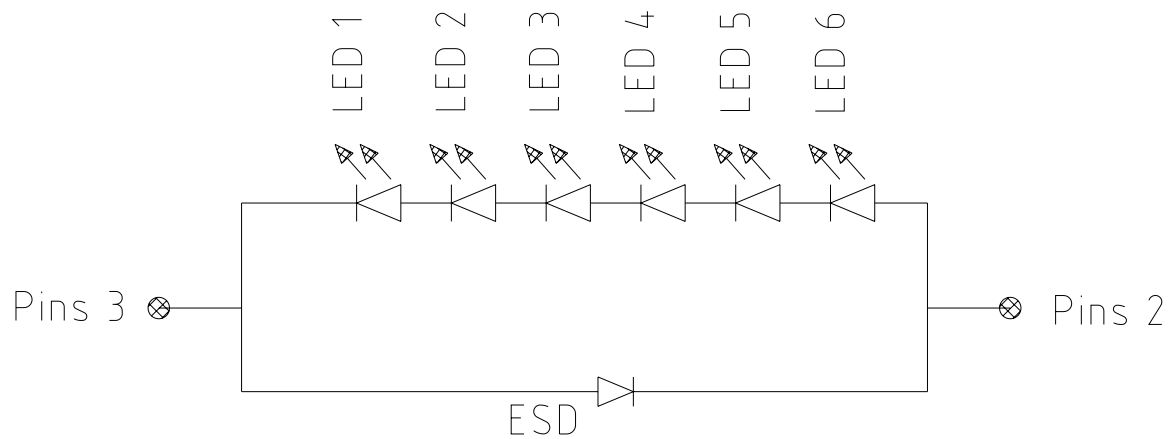 LED 1
LED 2
LED 3
LED 4
LED 5
LED 6
Pins 3
Pins 2
ESD